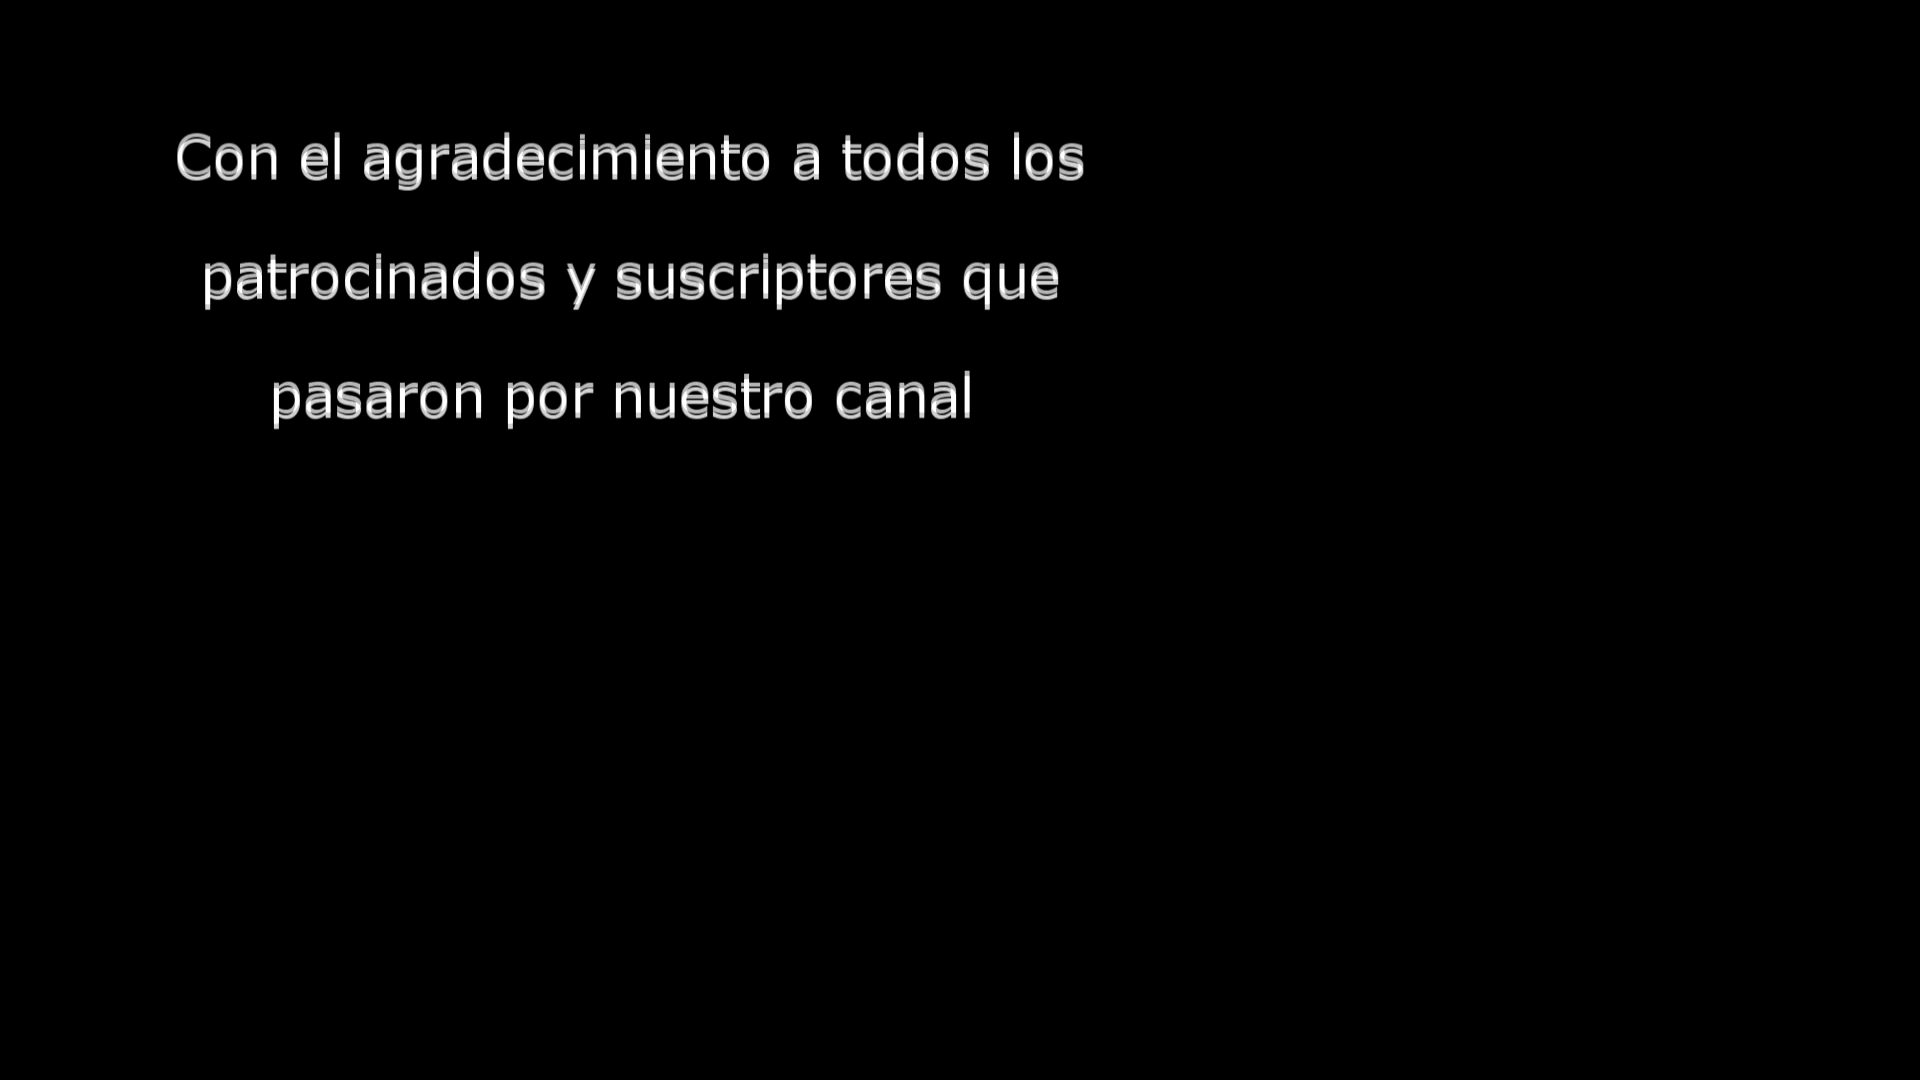 Con el agradecimiento a todos los
patrocinados y suscriptores que
pasaron por nuestro canal